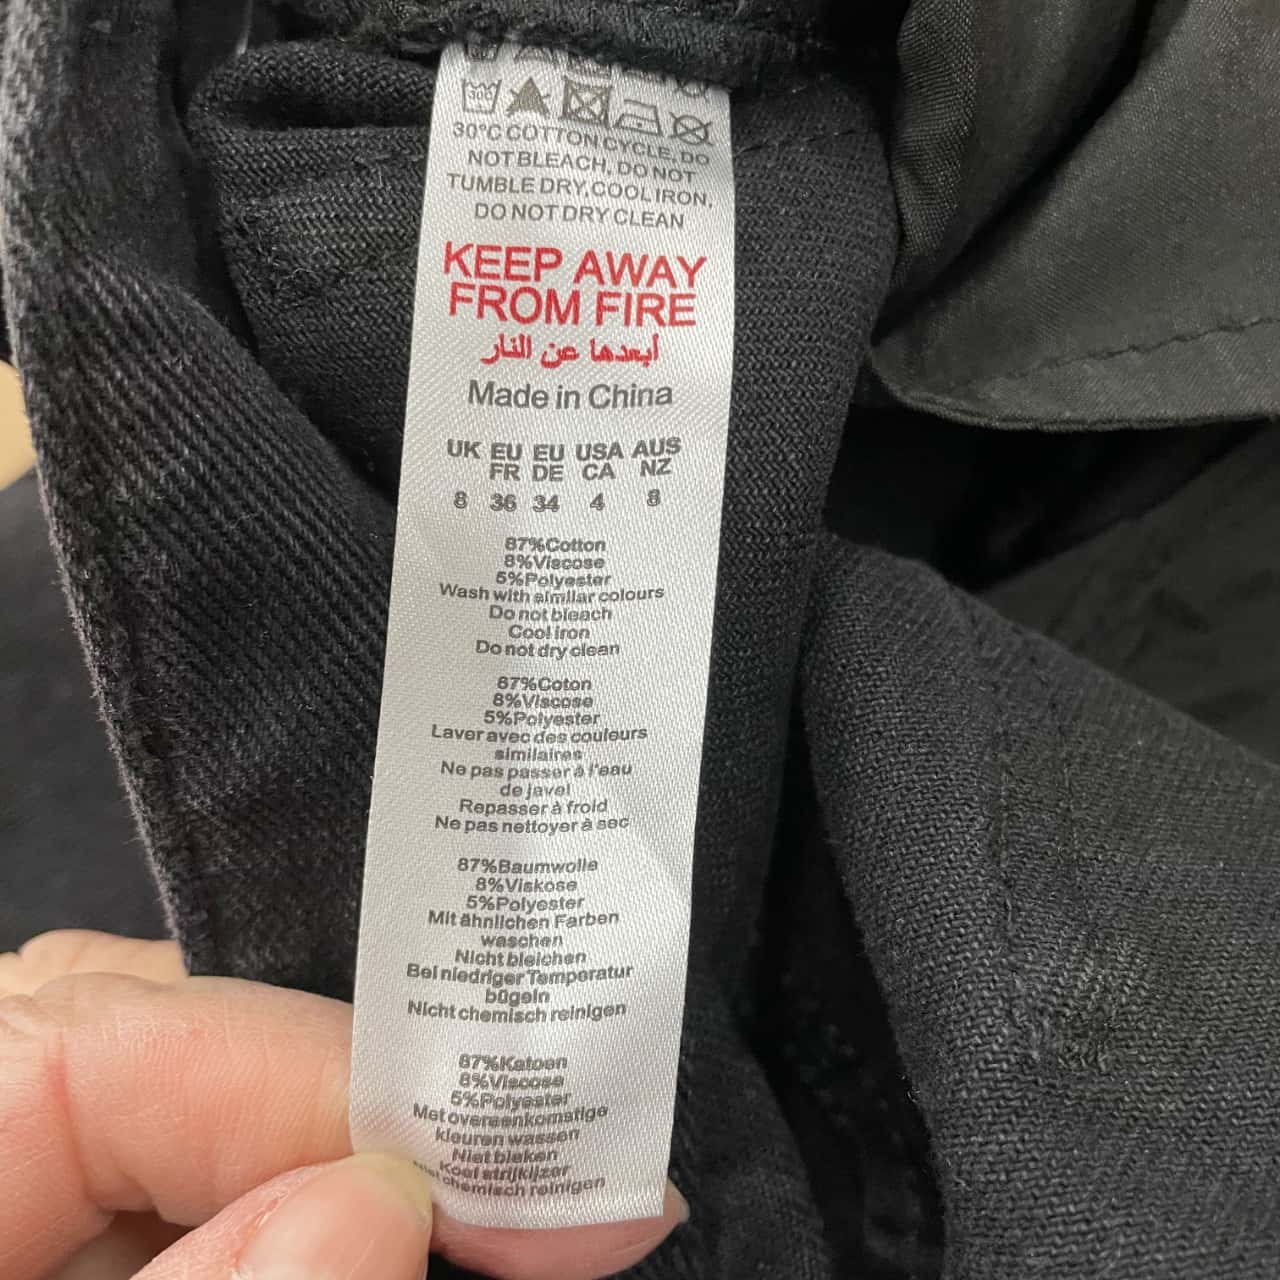 30°C COTTON CYCLE, DO
NOT BLEACH, DO NOT
TUMBLE DRY, COOL IRON,
DO NOT DRY CLEAN
KEEP AWAY
FROM FIRE
أبعدها عن النار
Made in China
UK EU EU USA AUS
FR DE CA NZ
8 36 34 4 8
87%Cotton
8%Viscose
5%Polyester
Wash with similar colours
Do not bleach
Cool iron
Do not dry clean
87%Coton
8%Viscose
5%Polyester
Laver avec des couleurs
similaires
Ne pas passer à l'eau
de javel
Repasser à froid
Ne pas nettoyer à sec
87%Baumwolle
8%Viskose
5%Polyester
Mit ähnlichen Farben
waschen
Nicht bleichen
Bei niedriger Temperatur
bügeln
Nicht chemisch reinigen
87%Katoen
8%Viscose
5%Polyester
Met overeenkomstige
kleuren wassen
Niet bleken
Koel strijkijzer
chemisch reinigen